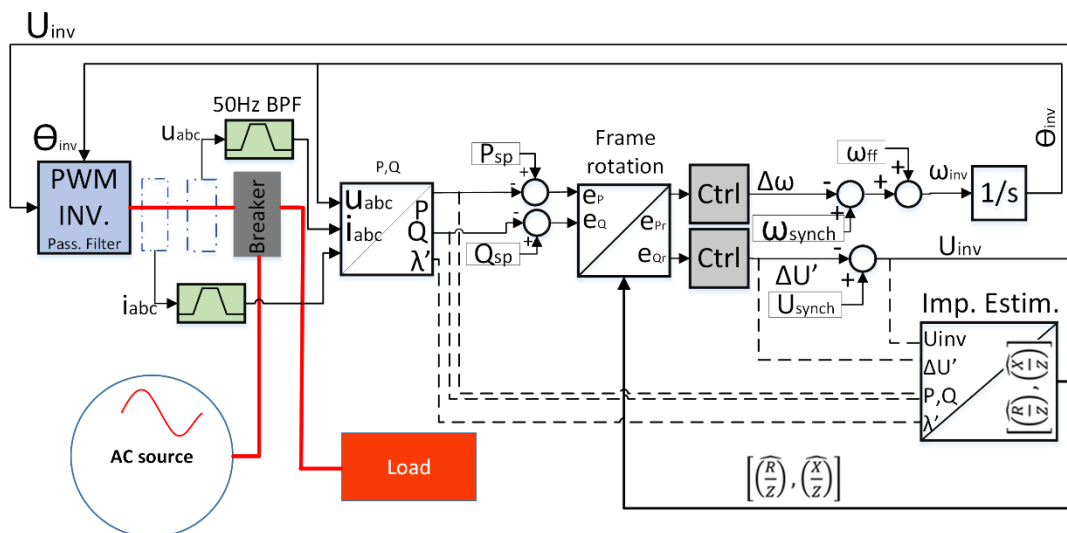 Uinv
50Hz BPF
uabc
ϴinv
PWM
INV.
Pass. Filter
Breaker
iabc
AC source
Load
P,Q
uabc
iabc
P
Q
λ'
Psp
+
-
-
+
Qsp
Frame
rotation
eP
eQ
ePr
eQr
Ctrl
Ctrl
Δω
-
+
ωsynch
ωff
+
+
ωinv
1/s
ϴinv
ΔU'
-
+
Usynch
Uinv
Imp. Estim.
Uinv
ΔU'
P,Q
λ'
[(R/Z), (X/Z)]
[(R/Z), (X/Z)]